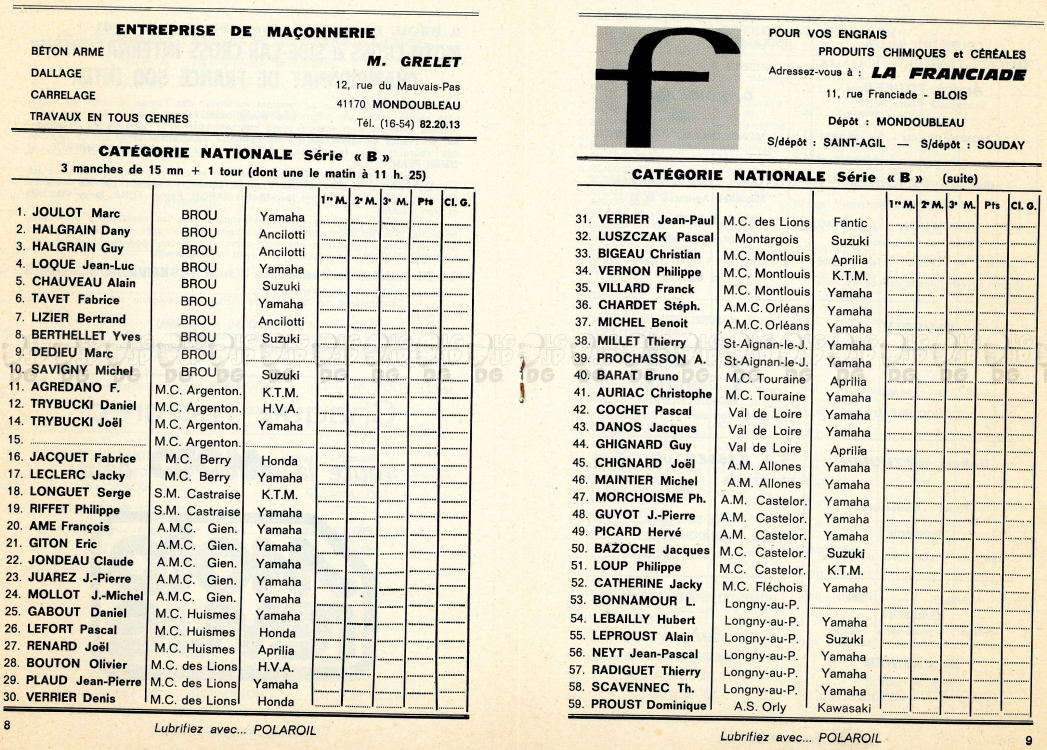 ENTREPRISE DE MAÇONNERIE
BÉTON ARMÉ
DALLAGE
CARRELAGE
TRAVAUX EN TOUS GENRES
M. GRELET
12, rue du Mauvais-Pas
41170 MONDOUBLEAU
Tél. (16-54) 82.20.13
CATÉGORIE NATIONALE Série « B »
3 manches de 15 mn + 1 tour (dont une le matin à 11 h. 25)
1re M. 2e M. 3e M. Pts Cl. G.
1. JOULOT Marc BROU Yamaha
2. HALGRAIN Dany BROU Ancilotti
3. HALGRAIN Guy BROU Ancilotti
4. LOQUE Jean-Luc BROU Yamaha
5. CHAUVEAU Alain BROU Suzuki
6. TAVET Fabrice BROU Yamaha
7. LIZIER Bertrand BROU Ancilotti
8. BERTHELLET Yves BROU Suzuki
9. DEDIEU Marc BROU
10. SAVIGNY Michel BROU Suzuki
11. AGREDANO F. M.C. Argenton. K.T.M.
12. TRYBUCKI Daniel M.C. Argenton. H.V.A.
14. TRYBUCKI Joël M.C. Argenton. Yamaha
15. M.C. Argenton.
16. JACQUET Fabrice M.C. Berry Honda
17. LECLERC Jacky M.C. Berry Yamaha
18. LONGUET Serge S.M. Castraise K.T.M.
19. RIFFET Philippe S.M. Castraise Yamaha
20. AME François A.M.C. Gien. Yamaha
21. GITON Eric A.M.C. Gien. Yamaha
22. JONDEAU Claude A.M.C. Gien. Yamaha
23. JUAREZ J.-Pierre A.M.C. Gien. Yamaha
24. MOLLOT J.-Michel A.M.C. Gien. Yamaha
25. GABOUT Daniel M.C. Huismes Yamaha
26. LEFORT Pascal M.C. Huismes Honda
27. RENARD Joël M.C. Huismes Aprilia
28. BOUTON Olivier M.C. des Lions H.V.A.
29. PLAUD Jean-Pierre M.C. des Lions Yamaha
30. VERRIER Denis M.C. des Lions Honda
8
Lubrifiez avec... POLAROIL
f
POUR VOS ENGRAIS
PRODUITS CHIMIQUES et CÉRÉALES
Adressez-vous à : LA FRANCIADE
11, rue Franciade - BLOIS
Dépôt : MONDOUBLEAU
S/dépôt : SAINT-AGIL — S/dépôt : SOUDAY
CATÉGORIE NATIONALE Série « B » (suite)
1re M. 2e M. 3e M. Pts Cl. G.
31. VERRIER Jean-Paul M.C. des Lions Fantic
32. LUSZCZAK Pascal Montargois Suzuki
33. BIGEAU Christian M.C. Montlouis Aprilia
34. VERNON Philippe M.C. Montlouis K.T.M.
35. VILLARD Franck M.C. Montlouis Yamaha
36. CHARDET Stéph. A.M.C. Orléans Yamaha
37. MICHEL Benoit A.M.C. Orléans Yamaha
38. MILLET Thierry St-Aignan-le-J. Yamaha
39. PROCHASSON A. St-Aignan-le-J. Yamaha
40. BARAT Bruno M.C. Touraine Aprilia
41. AURIAC Christophe M.C. Touraine Yamaha
42. COCHET Pascal Val de Loire Yamaha
43. DANOS Jacques Val de Loire Yamaha
44. GHIGNARD Guy Val de Loire Aprilia
45. CHIGNARD Joël A.M. Allones Yamaha
46. MAINTIER Michel A.M. Allones Yamaha
47. MORCHOISME Ph. A.M. Castelor. Yamaha
48. GUYOT J.-Pierre A.M. Castelor. Yamaha
49. PICARD Hervé A.M. Castelor. Yamaha
50. BAZOCHE Jacques M.C. Castelor. Suzuki
51. LOUP Philippe M.C. Castelor. K.T.M.
52. CATHERINE Jacky M.C. Fléchois Yamaha
53. BONNAMOUR L. Longny-au-P.
54. LEBAILLY Hubert Longny-au-P. Yamaha
55. LEPROUST Alain Longny-au-P. Suzuki
56. NEYT Jean-Pascal Longny-au-P. Yamaha
57. RADIGUET Thierry Longny-au-P. Yamaha
58. SCAVENNEC Th. Longny-au-P. Yamaha
59. PROUST Dominique A.S. Orly Kawasaki
Lubrifiez avec... POLAROIL
9